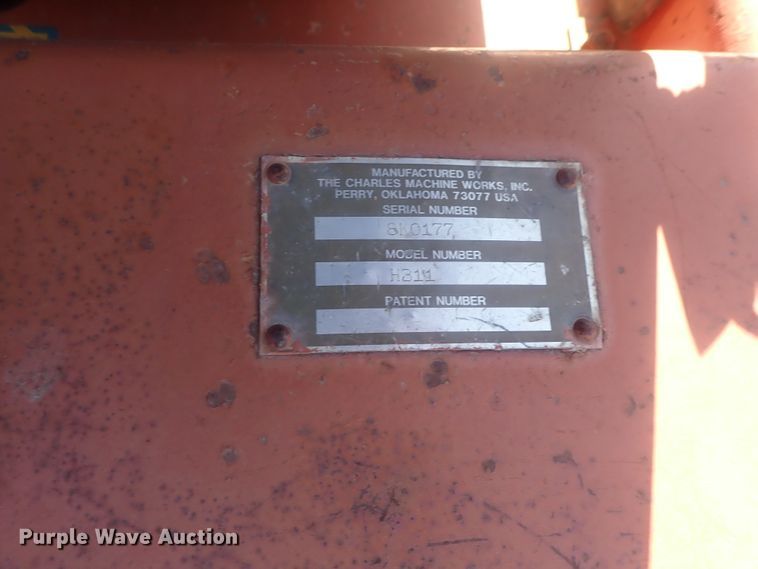 MANUFACTURED BY
THE CHARLES MACHINE WORKS, INC.
PERRY, OKLAHOMA 73077 USA
SERIAL NUMBER
MODEL NUMBER
H311
PATENT NUMBER
Purple Wave Auction